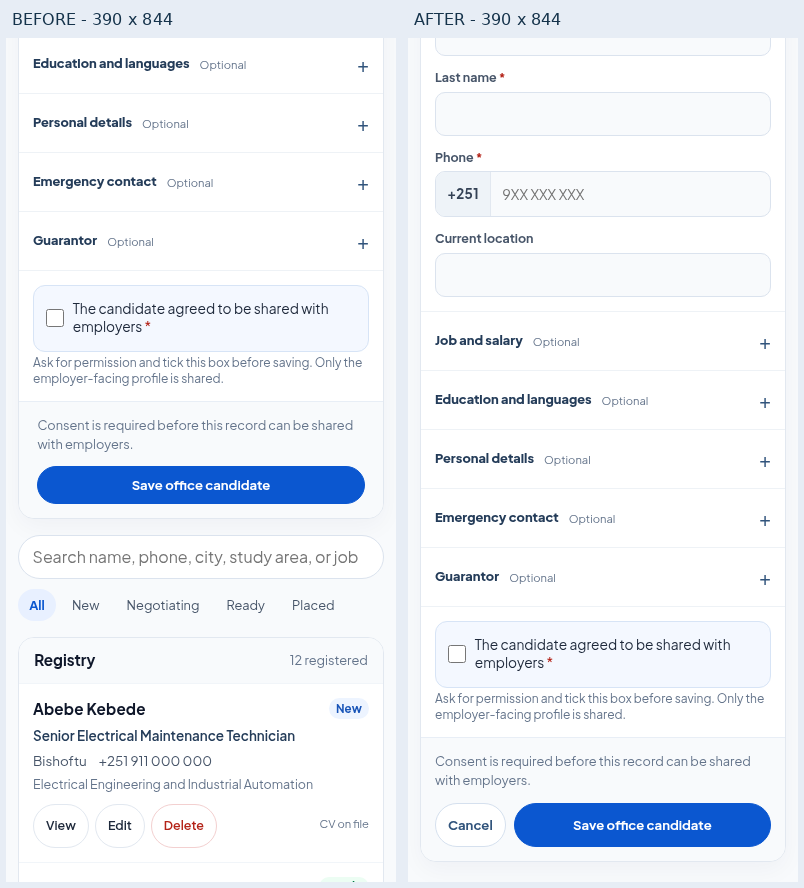 BEFORE - 390 x 844
Education and languages Optional +
Personal details Optional +
Emergency contact Optional +
Guarantor Optional +
The candidate agreed to be shared with
employers *
Ask for permission and tick this box before saving. Only the
employer-facing profile is shared.
Consent is required before this record can be shared
with employers.
Save office candidate
Search name, phone, city, study area, or job
All New Negotiating Ready Placed
Registry 12 registered
Abebe Kebede New
Senior Electrical Maintenance Technician
Bishoftu +251 911 000 000
Electrical Engineering and Industrial Automation
View Edit Delete CV on file
AFTER - 390 x 844
Last name *
Phone *
+251 9XX XXX XXX
Current location
Job and salary Optional +
Education and languages Optional +
Personal details Optional +
Emergency contact Optional +
Guarantor Optional +
The candidate agreed to be shared with
employers *
Ask for permission and tick this box before saving. Only the
employer-facing profile is shared.
Consent is required before this record can be shared
with employers.
Cancel Save office candidate